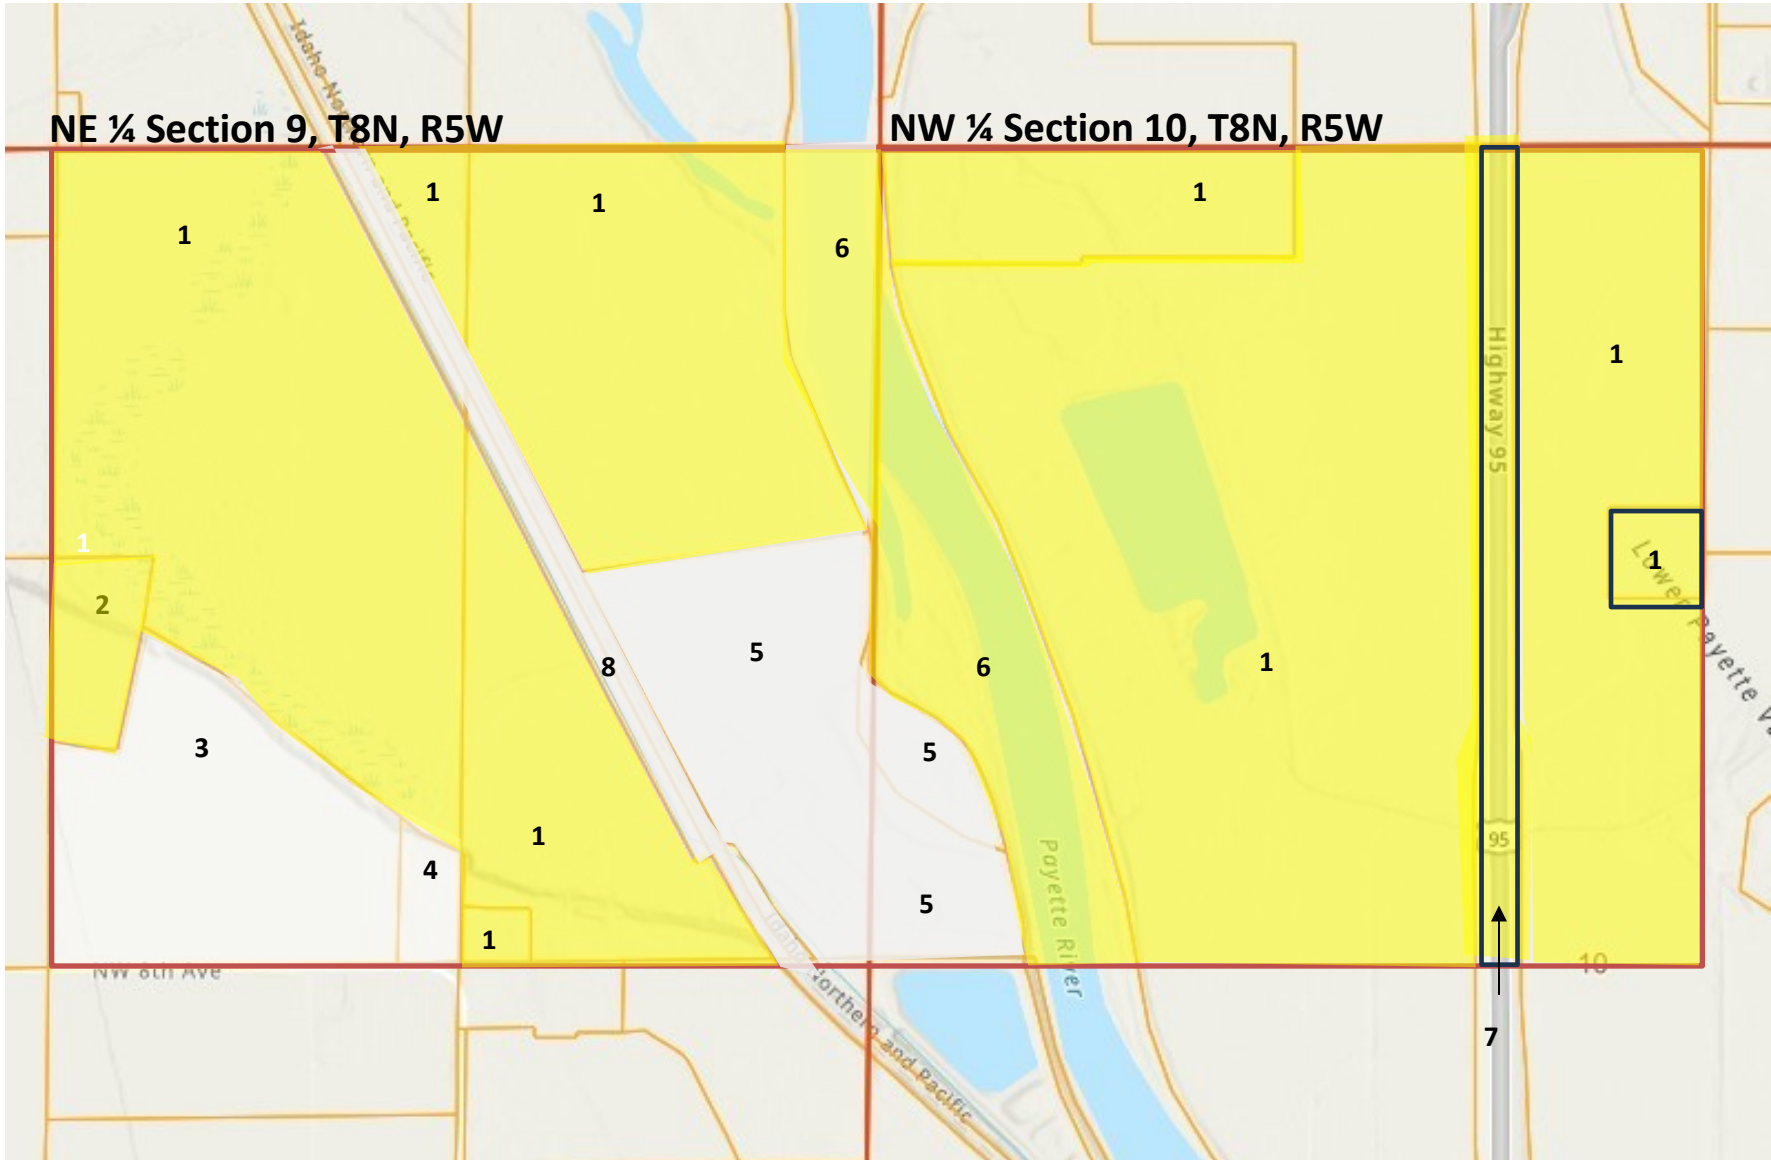 Idaho Northern and Pacific
NE ¼ Section 9, T8N, R5W
NW ¼ Section 10, T8N, R5W
1
1
1
1
1
6
Highway 95
1
1
2
1
Lower Payette
8
5
6
1
3
5
95
1
4
Payette River
5
1
Idaho Northern and Pacific
NW 8th Ave
10
7